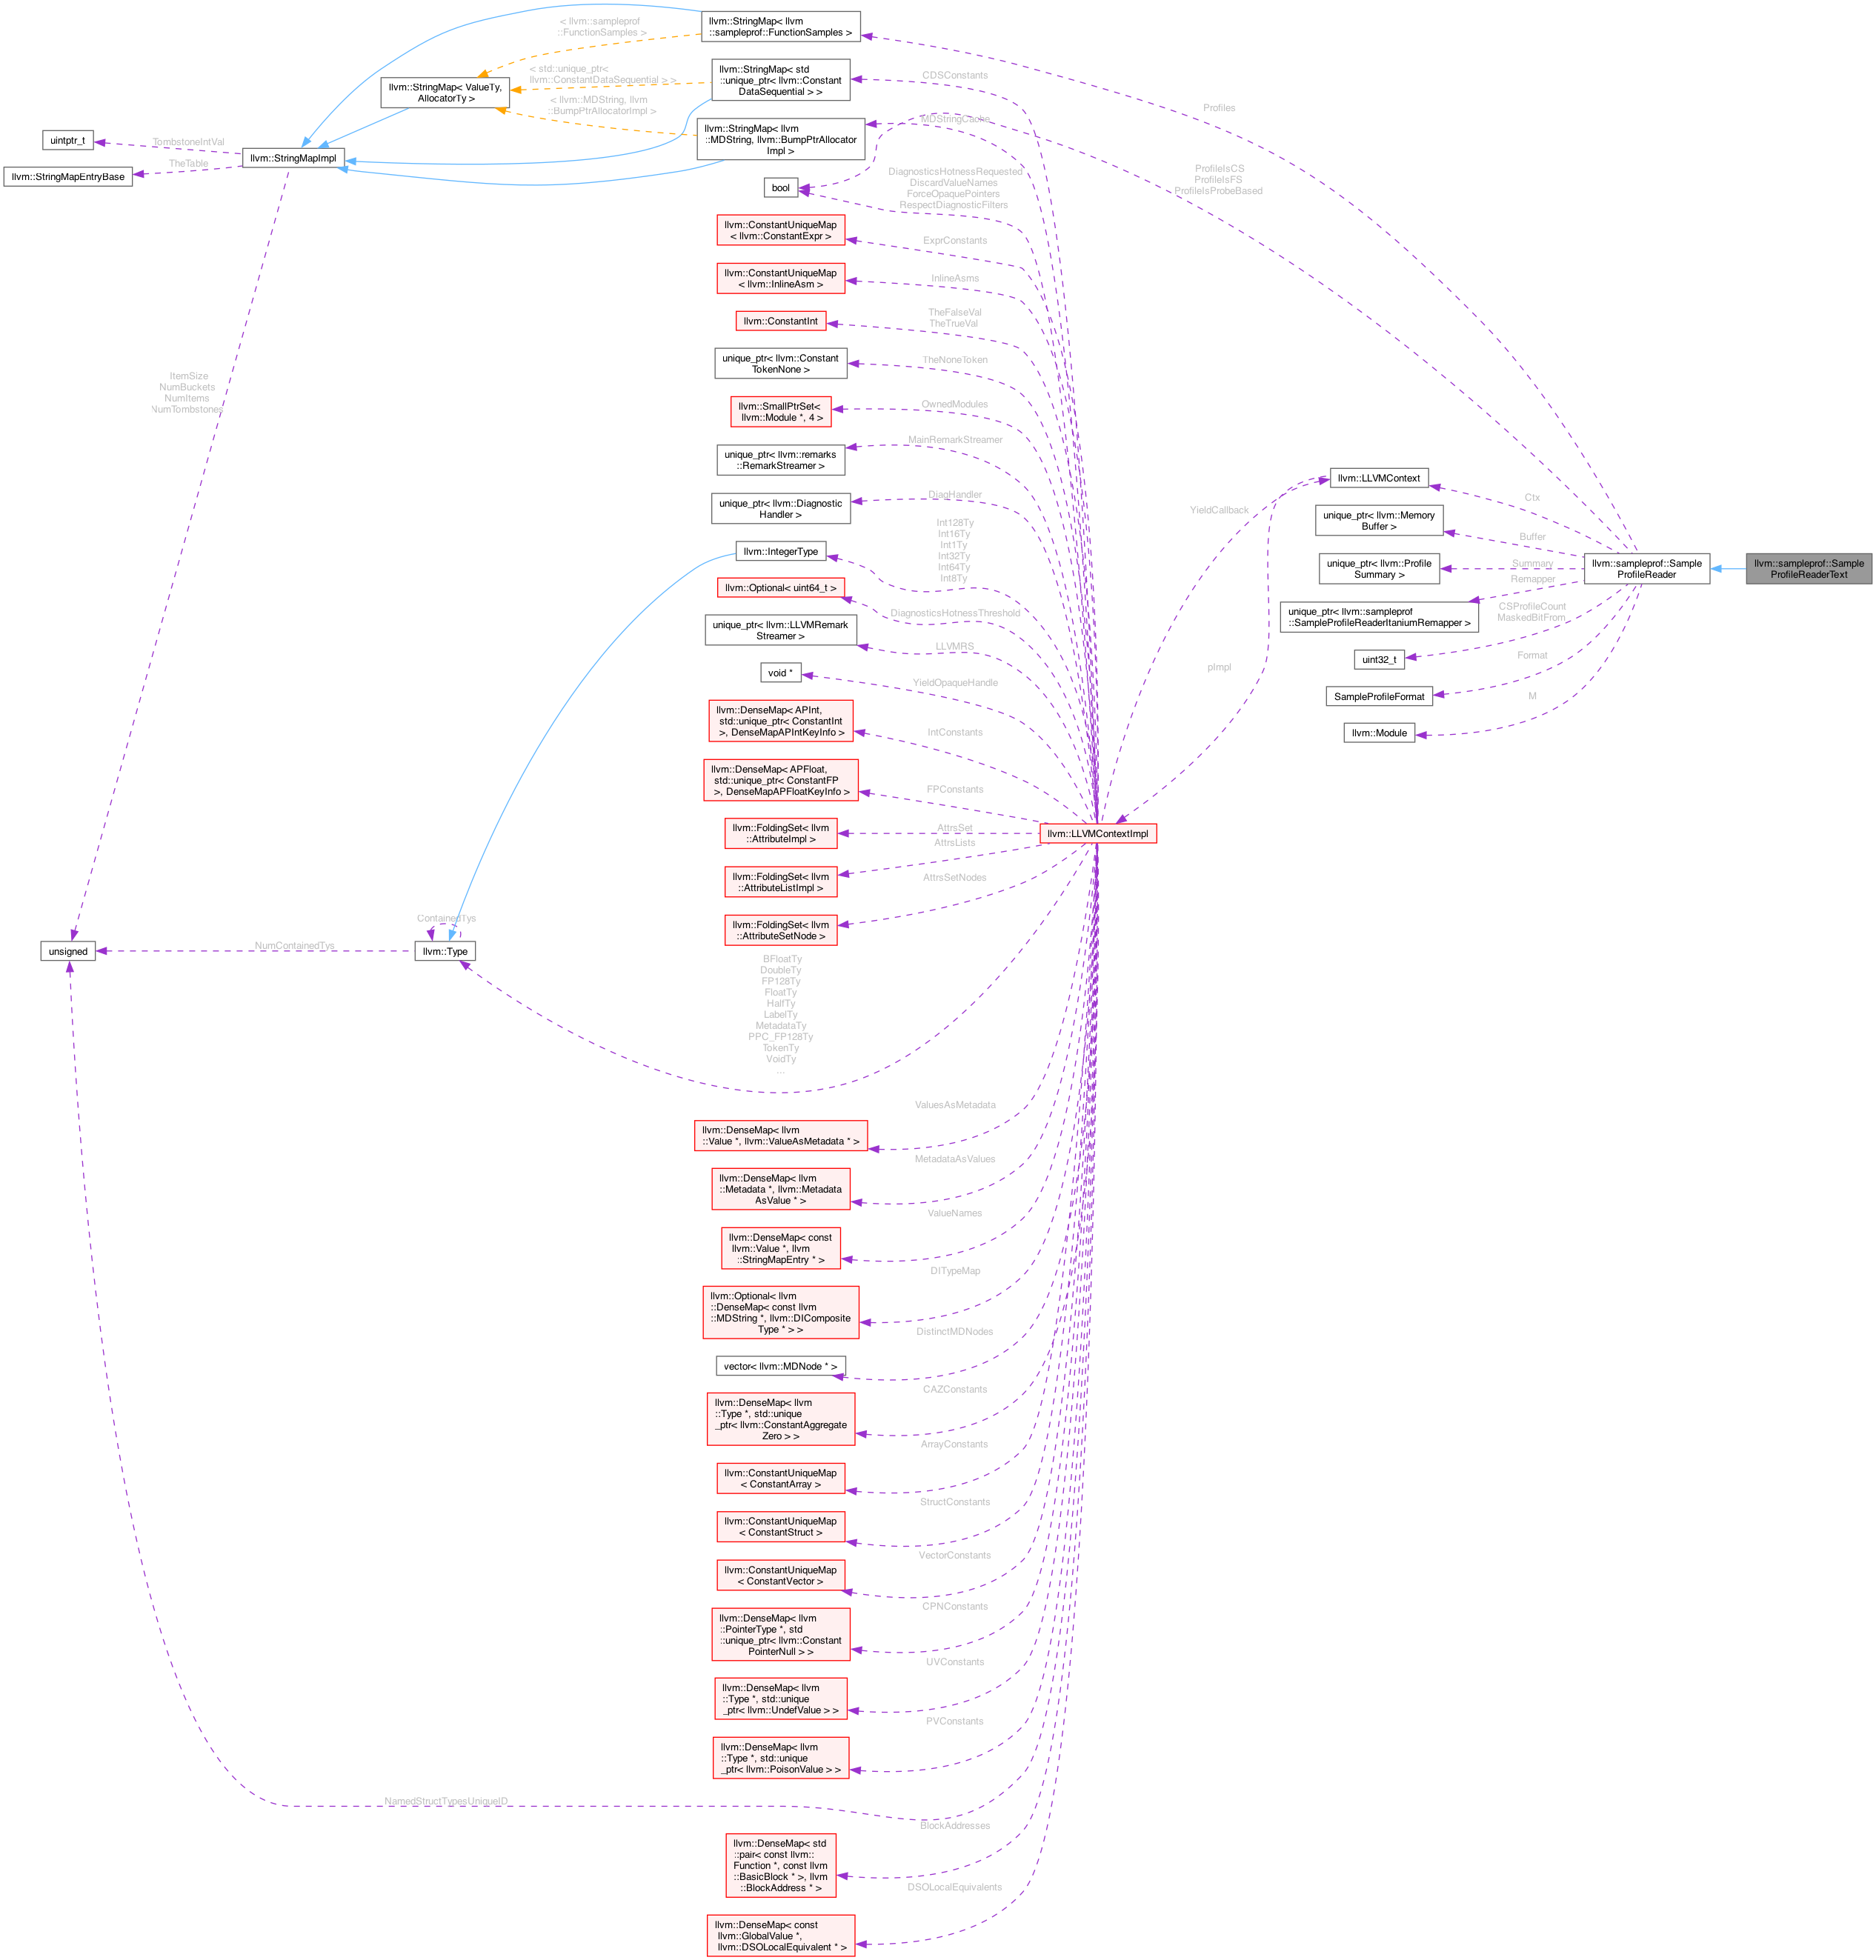 llvm::StringMap< llvm
::sampleprof::FunctionSamples >
< llvm::sampleprof
::FunctionSamples >
llvm::StringMap< ValueTy,
AllocatorTy >
< std::unique_ptr<
llvm::ConstantDataSequential > >
llvm::StringMap< std
::unique_ptr< llvm::Constant
DataSequential > >
CDSConstants
< llvm::MDString, llvm
::BumpPtrAllocatorImpl >
llvm::StringMap< llvm
::MDString, llvm::BumpPtrAllocator
Impl >
MDStringCache
Profiles
uintptr_t
TombstoneIntVal
llvm::StringMapEntryBase
TheTable
llvm::StringMapImpl
bool
DiagnosticsHotnessRequested
DiscardValueNames
ForceOpaquePointers
RespectDiagnosticFilters
ProfileIsCS
ProfileIsFS
ProfileIsProbeBased
llvm::ConstantUniqueMap
< llvm::ConstantExpr >
ExprConstants
llvm::ConstantUniqueMap
< llvm::InlineAsm >
InlineAsms
llvm::ConstantInt
TheFalseVal
TheTrueVal
unique_ptr< llvm::Constant
TokenNone >
TheNoneToken
ItemSize
NumBuckets
NumItems
NumTombstones
llvm::SmallPtrSet<
llvm::Module *, 4 >
OwnedModules
unique_ptr< llvm::remarks
::RemarkStreamer >
MainRemarkStreamer
unique_ptr< llvm::Diagnostic
Handler >
DiagHandler
llvm::IntegerType
Int128Ty
Int16Ty
Int1Ty
Int32Ty
Int64Ty
Int8Ty
llvm::Optional< uint64_t >
DiagnosticsHotnessThreshold
unique_ptr< llvm::LLVMRemark
Streamer >
LLVMRS
void *
YieldOpaqueHandle
llvm::DenseMap< APInt,
std::unique_ptr< ConstantInt
>, DenseMapAPIntKeyInfo >
IntConstants
llvm::DenseMap< APFloat,
std::unique_ptr< ConstantFP
>, DenseMapAPFloatKeyInfo >
FPConstants
llvm::FoldingSet< llvm
::AttributeImpl >
AttrsSet
llvm::FoldingSet< llvm
::AttributeListImpl >
AttrsLists
llvm::FoldingSet< llvm
::AttributeSetNode >
AttrsSetNodes
llvm::LLVMContextImpl
YieldCallback
pImpl
llvm::LLVMContext
Ctx
unique_ptr< llvm::Memory
Buffer >
Buffer
unique_ptr< llvm::Profile
Summary >
Summary
unique_ptr< llvm::sampleprof
::SampleProfileReaderItaniumRemapper >
Remapper
uint32_t
CSProfileCount
MaskedBitFrom
SampleProfileFormat
Format
llvm::Module
M
llvm::sampleprof::Sample
ProfileReader
llvm::sampleprof::Sample
ProfileReaderText
unsigned
NumContainedTys
ContainedTys
llvm::Type
BFloatTy
DoubleTy
FP128Ty
FloatTy
HalfTy
LabelTy
MetadataTy
PPC_FP128Ty
TokenTy
VoidTy
...
llvm::DenseMap< llvm
::Value *, llvm::ValueAsMetadata * >
ValuesAsMetadata
llvm::DenseMap< llvm
::Metadata *, llvm::Metadata
AsValue * >
MetadataAsValues
llvm::DenseMap< const
llvm::Value *, llvm
::StringMapEntry * >
ValueNames
llvm::Optional< llvm
::DenseMap< const llvm
::MDString *, llvm::DIComposite
Type * > >
DITypeMap
vector< llvm::MDNode * >
DistinctMDNodes
llvm::DenseMap< llvm
::Type *, std::unique
_ptr< llvm::ConstantAggregate
Zero > >
CAZConstants
llvm::ConstantUniqueMap
< ConstantArray >
ArrayConstants
llvm::ConstantUniqueMap
< ConstantStruct >
StructConstants
llvm::ConstantUniqueMap
< ConstantVector >
VectorConstants
llvm::DenseMap< llvm
::PointerType *, std
::unique_ptr< llvm::Constant
PointerNull > >
CPNConstants
llvm::DenseMap< llvm
::Type *, std::unique
_ptr< llvm::UndefValue > >
UVConstants
llvm::DenseMap< llvm
::Type *, std::unique
_ptr< llvm::PoisonValue > >
PVConstants
NamedStructTypesUniqueID
llvm::DenseMap< std
::pair< const llvm::
Function *, const llvm
::BasicBlock * >, llvm
::BlockAddress * >
BlockAddresses
llvm::DenseMap< const
llvm::GlobalValue *,
llvm::DSOLocalEquivalent * >
DSOLocalEquivalents